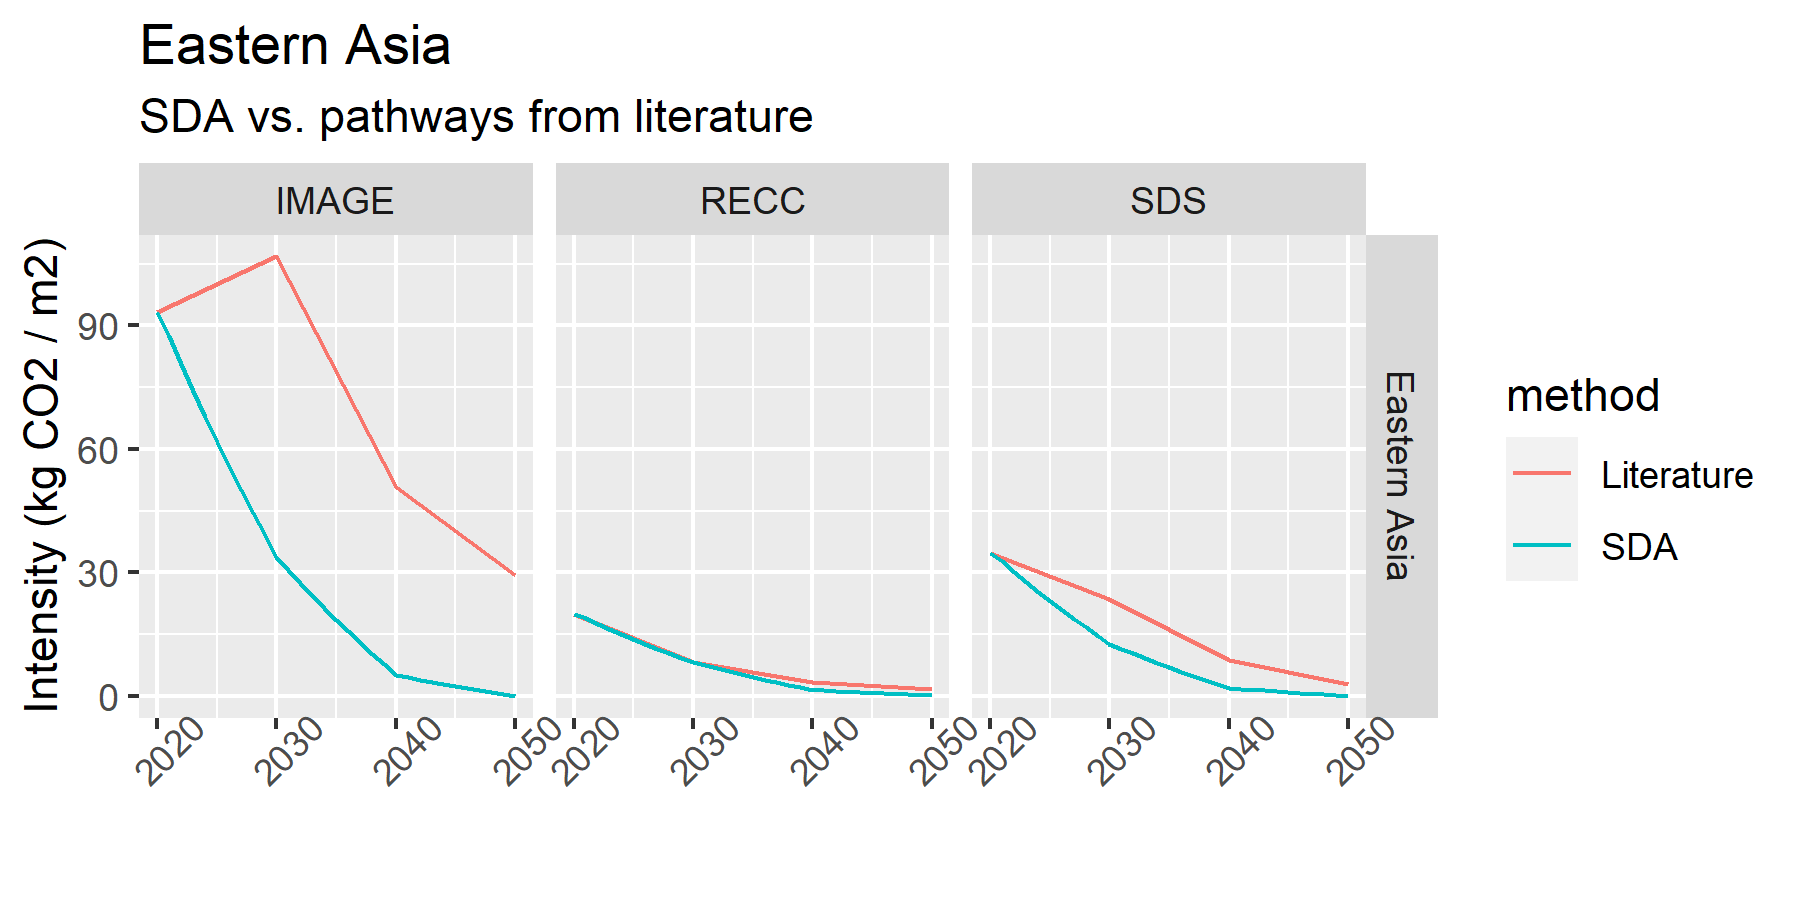 Eastern Asia
SDA vs. pathways from literature
IMAGE
RECC
SDS
Intensity (kg CO2 / m2)
90
60
30
0
2020
2030
2040
2050
2020
2030
2040
2050
2020
2030
2040
2050
Eastern Asia
method
Literature
SDA